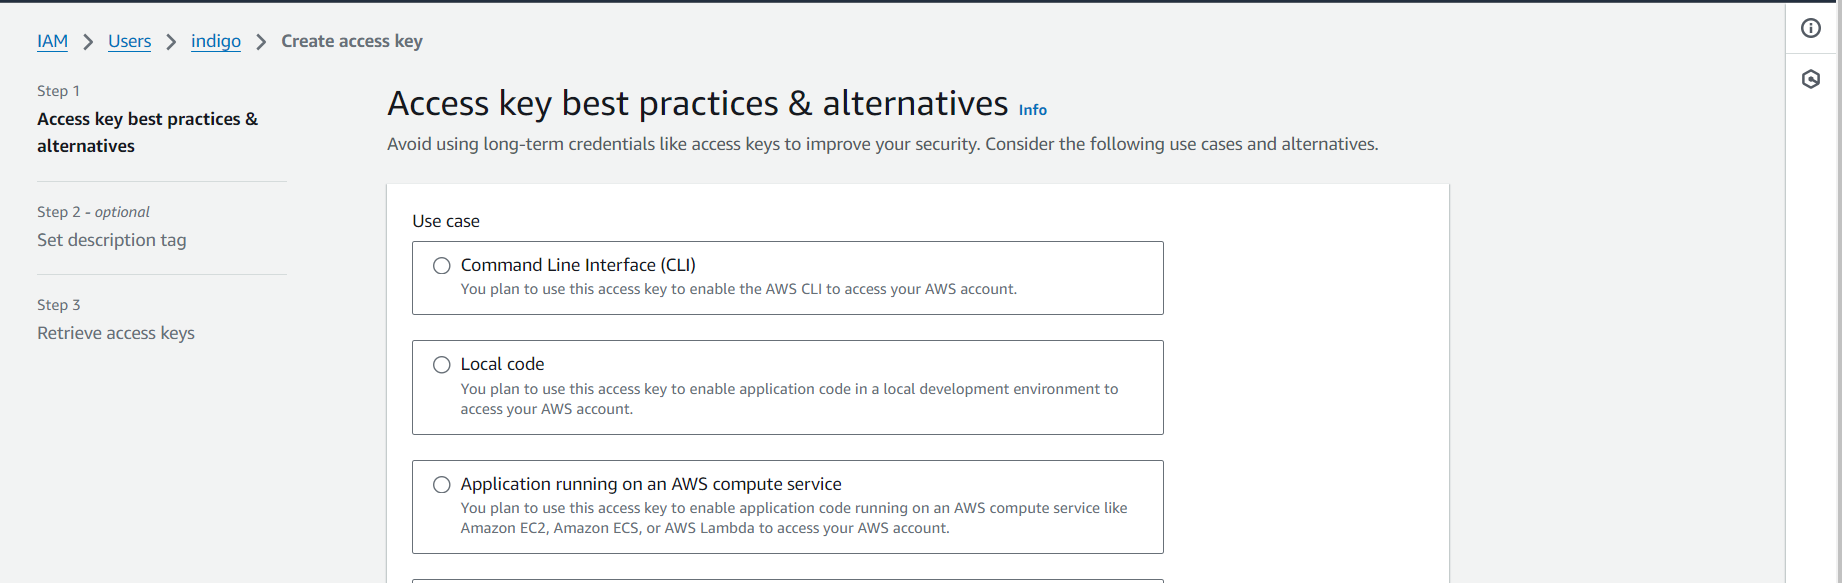 IAM > Users > indigo > Create access key
Step 1
Access key best practices &
alternatives
Step 2 - optional
Set description tag
Step 3
Retrieve access keys
Access key best practices & alternatives Info
Avoid using long-term credentials like access keys to improve your security. Consider the following use cases and alternatives.
Use case
Command Line Interface (CLI)
You plan to use this access key to enable the AWS CLI to access your AWS account.
Local code
You plan to use this access key to enable application code in a local development environment to
access your AWS account.
Application running on an AWS compute service
You plan to use this access key to enable application code running on an AWS compute service like
Amazon EC2, Amazon ECS, or AWS Lambda to access your AWS account.